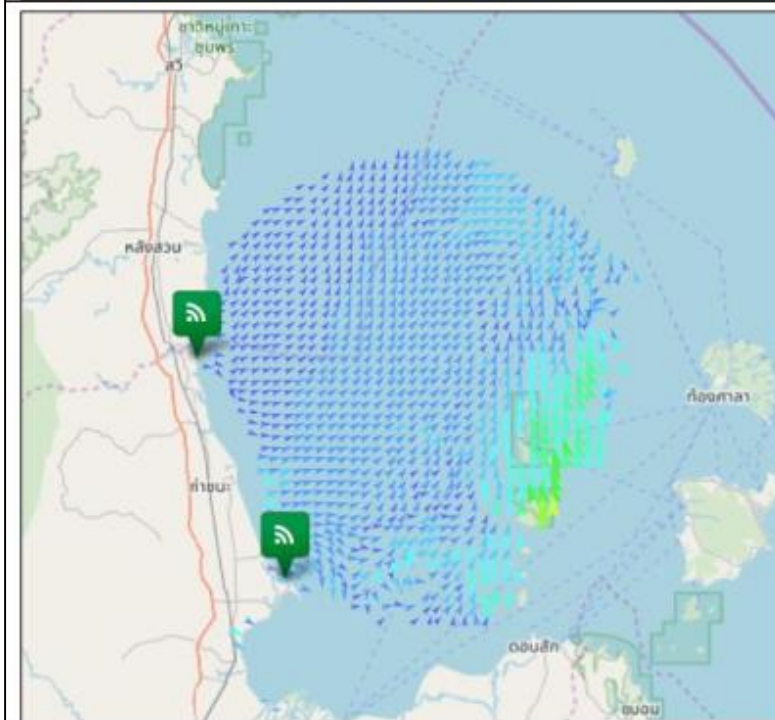 ชาติหมู่เกาะ
ชุมพร
สวี
หลังสวน
ท้องศาลา
ท่าชนะ
ดอนสัก
ขนอม